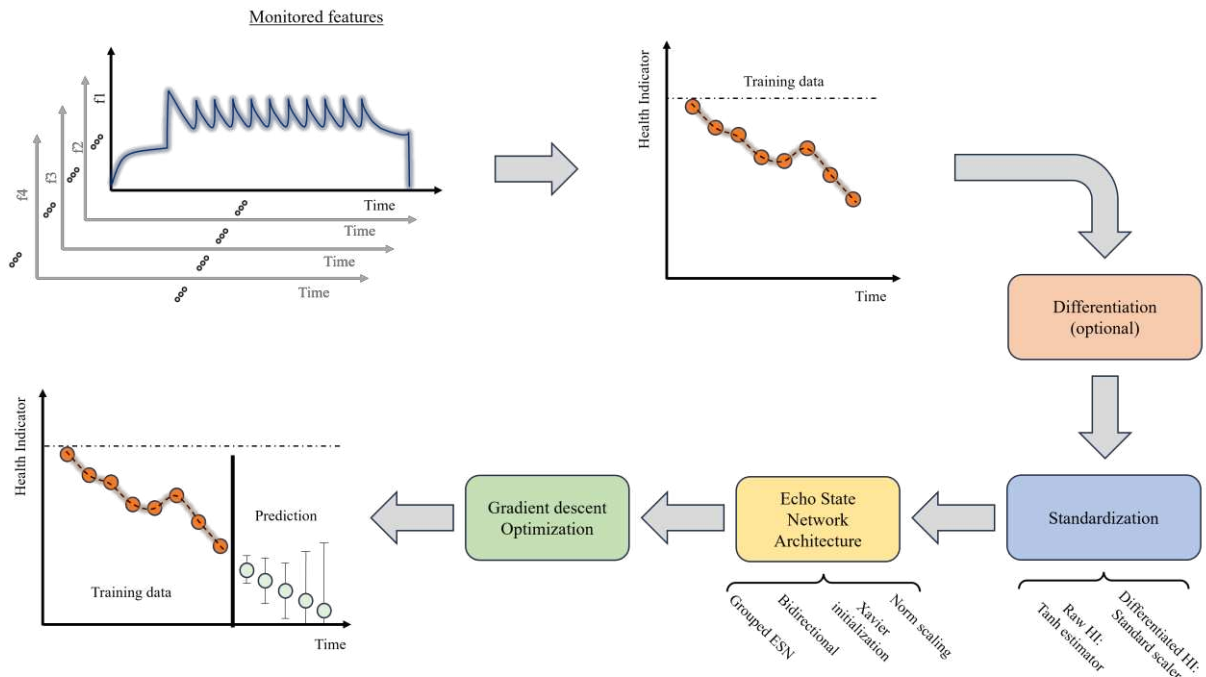 Monitored features
f1
f2
f3
f4
Time
Time
Time
Time
Health Indicator
Training data
Time
Differentiation
(optional)
Standardization
Differentiated HI:
Standard scaler
Raw HI:
Tanh estimator
Echo State
Network
Architecture
Grouped ESN
Bidirectional
Xavier
initialization
Norm scaling
Gradient descent
Optimization
Health Indicator
Training data
Prediction
Time